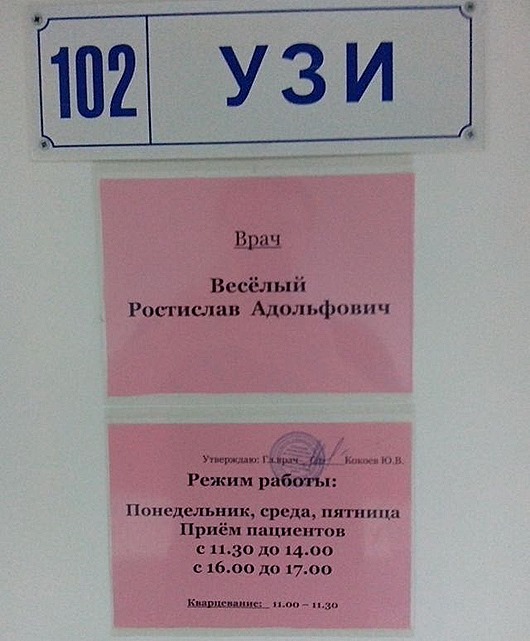 102
УЗИ
Врач
Весёлый
Ростислав Адольфович
Утверждаю: Гл.врач Кокоев Ю.В.
Режим работы:
Понедельник, среда, пятница
Приём пациентов
с 11.30 до 14.00
с 16.00 до 17.00
Кварцевание: 11.00 – 11.30